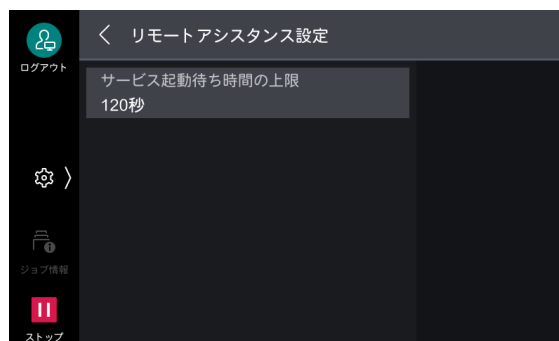 リモートアシスタンス設定
ログアウト
サービス起動待ち時間の上限
120秒
ジョブ情報
ストップ